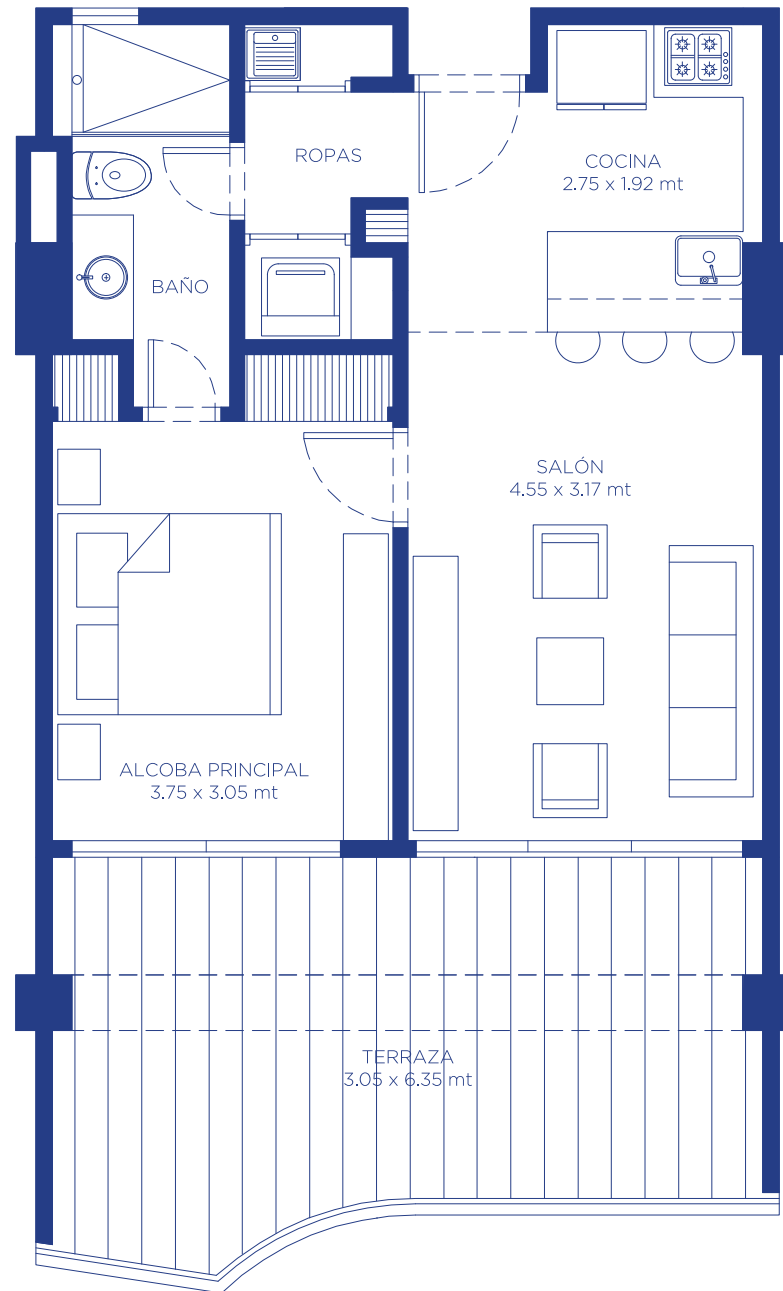 ROPAS
COCINA
2.75 x 1.92 mt
BAÑO
SALÓN
4.55 x 3.17 mt
ALCOBA PRINCIPAL
3.75 x 3.05 mt
TERRAZA
3.05 x 6.35 mt